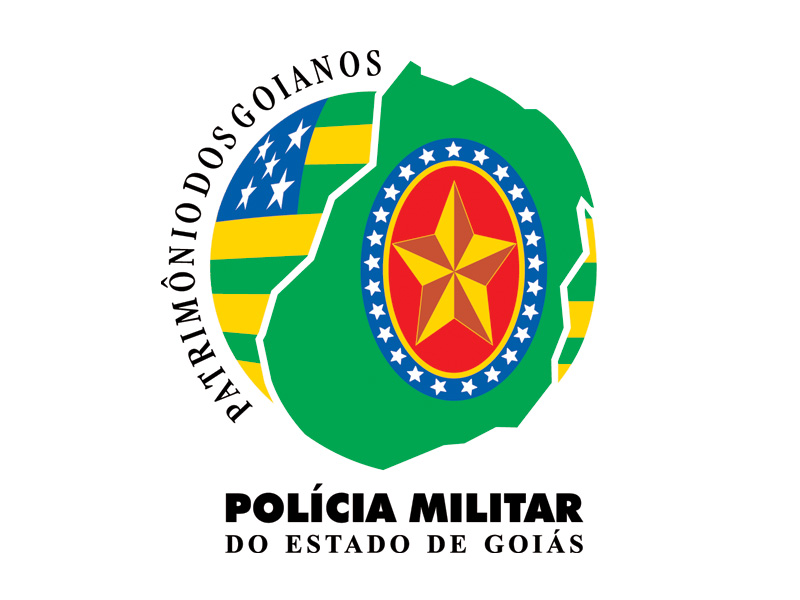 PATRIMÔNIO DOS GOIANOS
POLÍCIA MILITAR
DO ESTADO DE GOIÁS